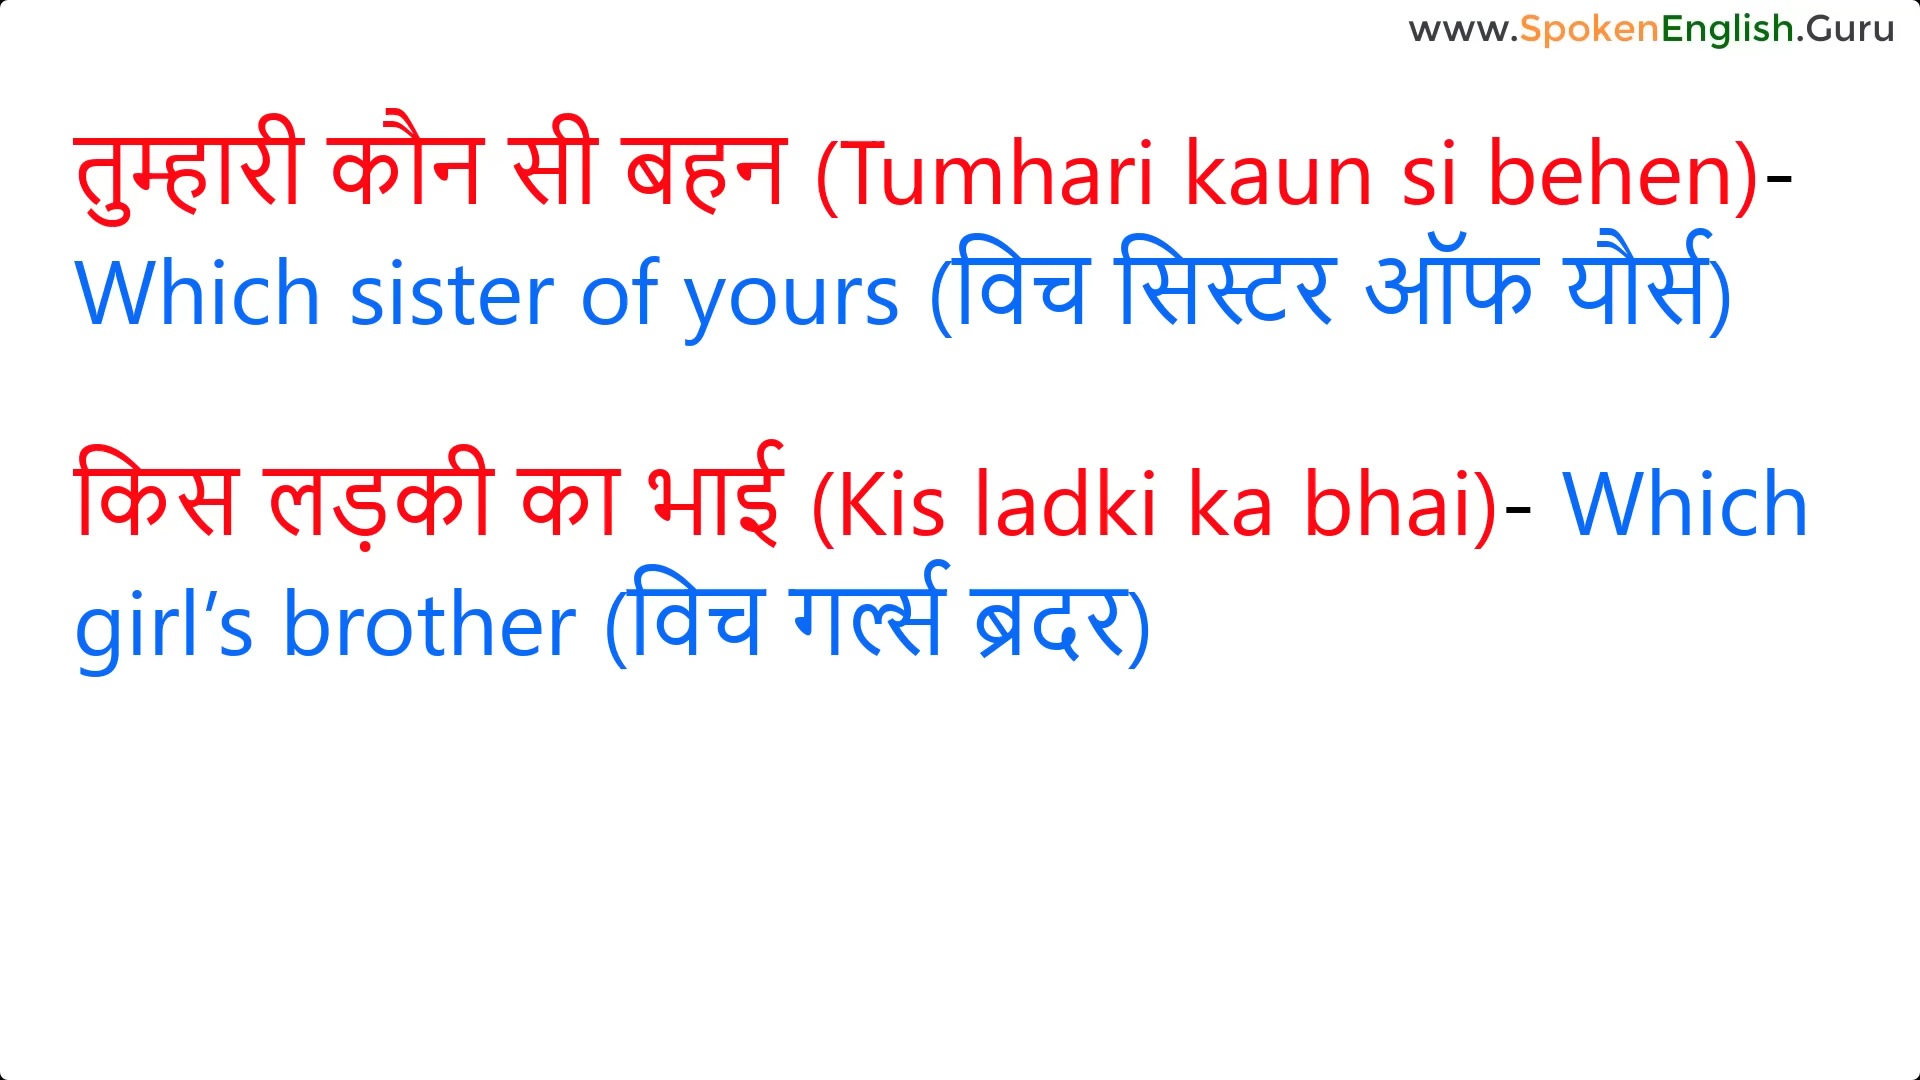 www.SpokenEnglish.Guru
तुम्हारी कौन सी बहन (Tumhari kaun si behen)-
Which sister of yours (विच सिस्टर ऑफ यौर्स)
किस लड़की का भाई (Kis ladki ka bhai)- Which
girl’s brother (विच गर्ल्स ब्रदर)